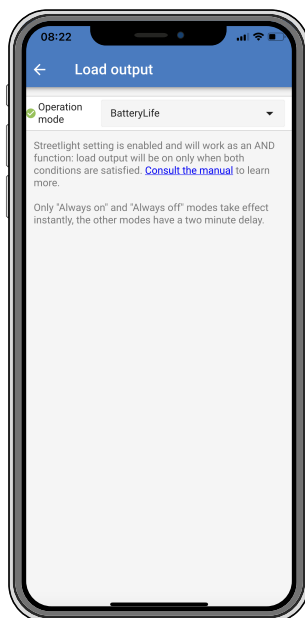 08:22
Load output
Operation
mode
BatteryLife
Streetlight setting is enabled and will work as an AND
function: load output will be on only when both
conditions are satisfied. Consult the manual to learn
more.
Only "Always on" and "Always off" modes take effect
instantly, the other modes have a two minute delay.